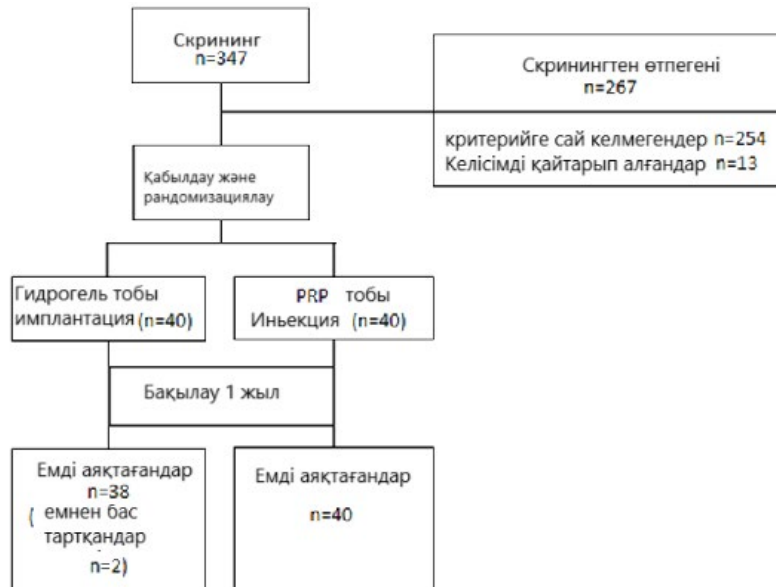 Скрининг
n=347
Скринингтен өтпегені
n=267
критерийге сай келмегендер n=254
Келісімді қайтарып алғандар n=13
Қабылдау және
рандомизациялау
Гидрогель тобы
имплантация (n=40)
PRP тобы
Иньекция (n=40)
Бақылау 1 жыл
Емді аяқтағандар
n=38
( емнен бас
тартқандар
n=2)
Емді аяқтағандар
n=40